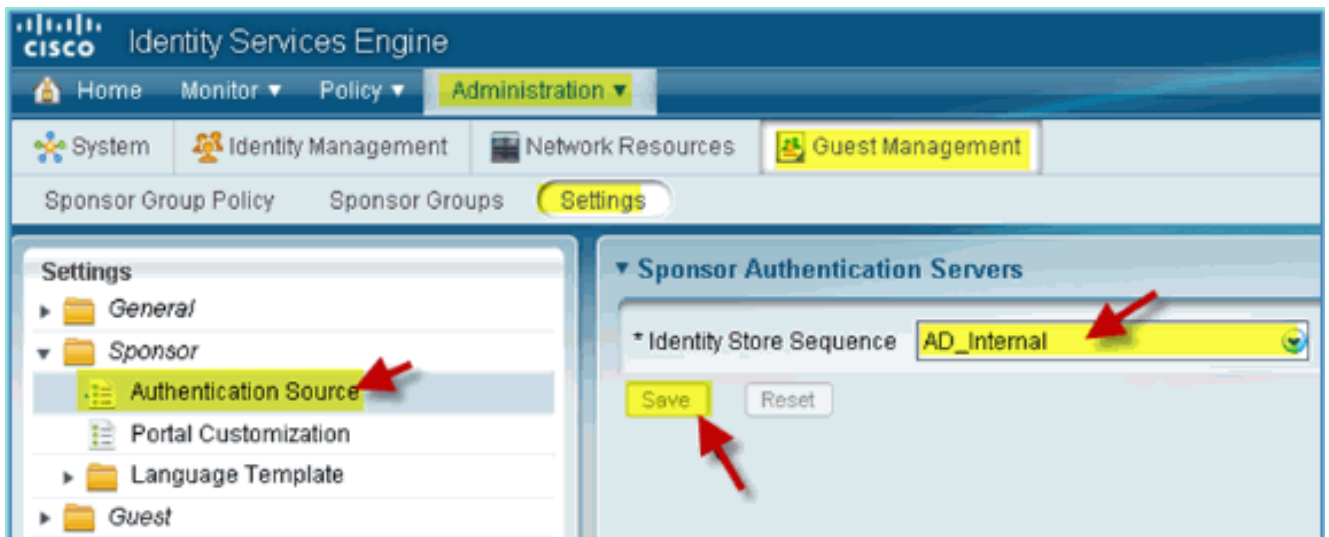 CISCO Identity Services Engine
Home Monitor ▼ Policy ▼ Administration ▼
System Identity Management Network Resources Guest Management
Sponsor Group Policy Sponsor Groups Settings
Settings
General
Sponsor
Authentication Source
Portal Customization
Language Template
Guest
Sponsor Authentication Servers
* Identity Store Sequence AD_Internal
Save Reset